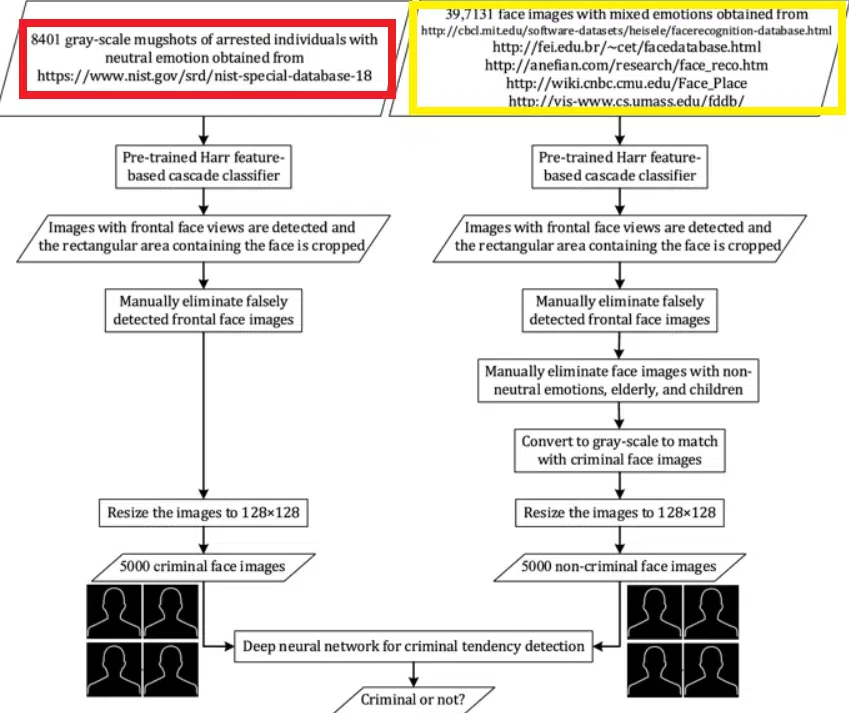 8401 gray-scale mugshots of arrested individuals with
neutral emotion obtained from
https://www.nist.gov/srd/nist-special-database-18
39,7131 face images with mixed emotions obtained from
http://cbcl.mit.edu/software-datasets/heisele/facerecognition-database.html
http://fei.edu.br/~cet/facedatabase.html
http://anefian.com/research/face_reco.htm
http://wiki.cnbc.cmu.edu/Face_Place
http://vis-www.cs.umass.edu/fddb/
Pre-trained Harr feature-
based cascade classifier
Pre-trained Harr feature-
based cascade classifier
Images with frontal face views are detected and
the rectangular area containing the face is cropped
Images with frontal face views are detected and
the rectangular area containing the face is cropped
Manually eliminate falsely
detected frontal face images
Manually eliminate falsely
detected frontal face images
Manually eliminate face images with non-
neutral emotions, elderly, and children
Convert to gray-scale to match
with criminal face images
Resize the images to 128×128
Resize the images to 128×128
5000 criminal face images
5000 non-criminal face images
Deep neural network for criminal tendency detection
Criminal or not?